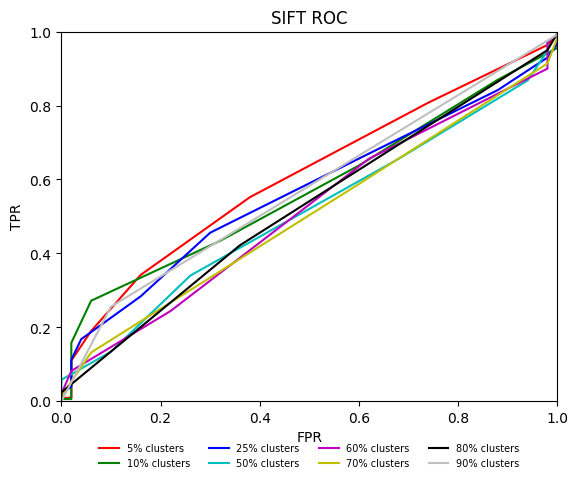 SIFT ROC
1.0
0.8
0.6
0.4
0.2
0.0
TPR
0.0 0.2 0.4 0.6 0.8 1.0
FPR
5% clusters 25% clusters 60% clusters 80% clusters
10% clusters 50% clusters 70% clusters 90% clusters